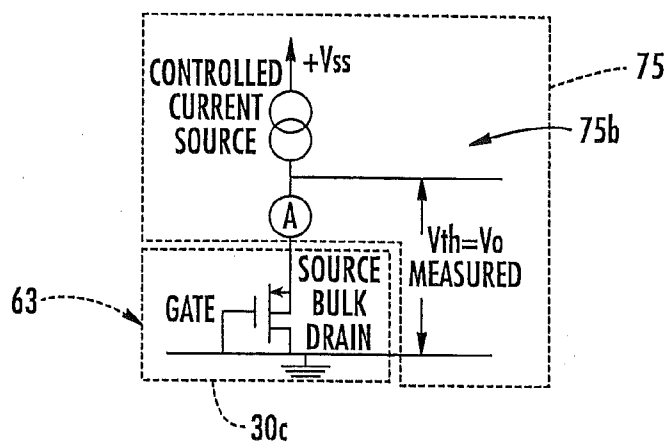 +Vss
CONTROLLED
CURRENT
SOURCE
75
75b
A
Vth=Vo
MEASURED
SOURCE
BULK
DRAIN
GATE
63
30c